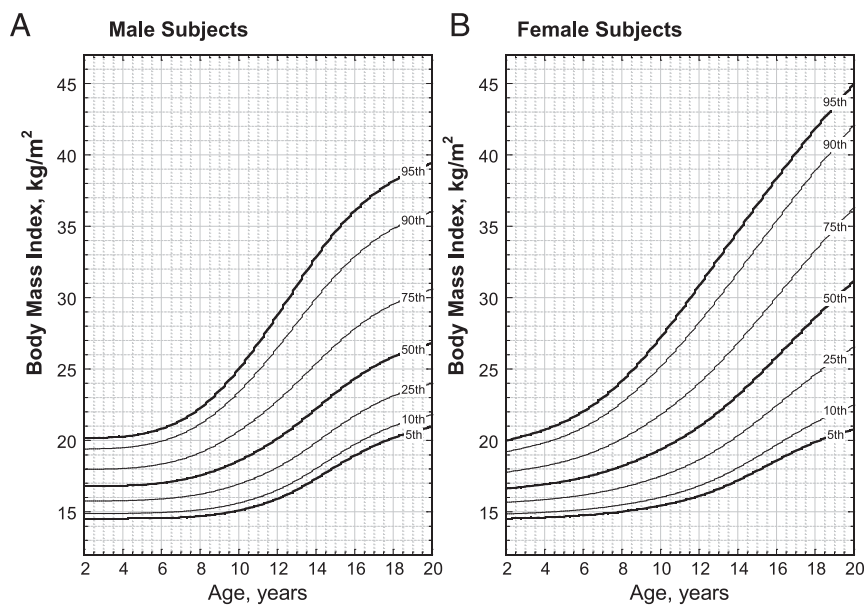 A Male Subjects
Body Mass Index, kg/m²
45
40
35
30
25
20
15
95th
90th
75th
50th
25th
10th
5th
2 4 6 8 10 12 14 16 18 20
Age, years
B Female Subjects
Body Mass Index, kg/m²
45
40
35
30
25
20
15
95th
90th
75th
50th
25th
10th
5th
2 4 6 8 10 12 14 16 18 20
Age, years